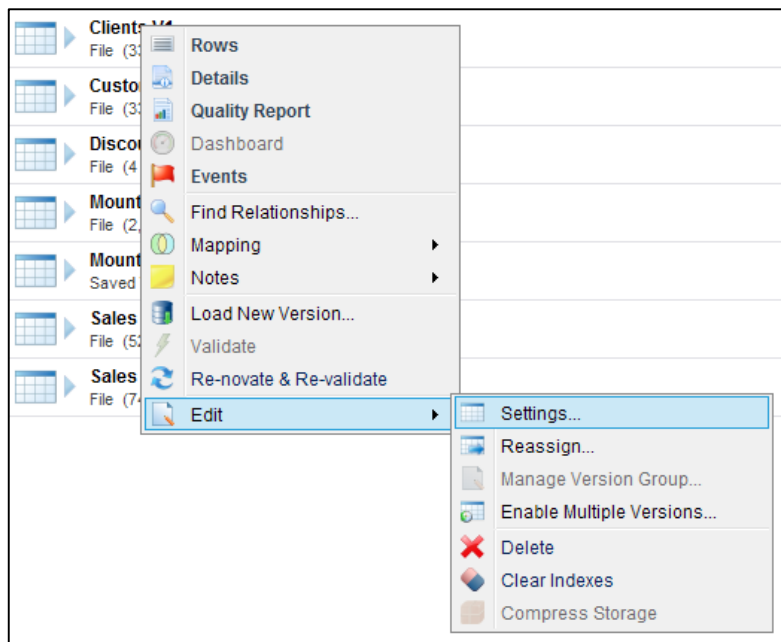 Clients V1
File (33
Rows
Details
Custo
File (33
Quality Report
Disco
Dashboard
File (4
Events
Mount
File (2,
Find Relationships...
Mapping
Mount
Saved
Notes
Load New Version...
Sales
File (52
Validate
Sales
Re-novate & Re-validate
File (74
Edit
Settings...
Reassign...
Manage Version Group...
Enable Multiple Versions...
Delete
Clear Indexes
Compress Storage